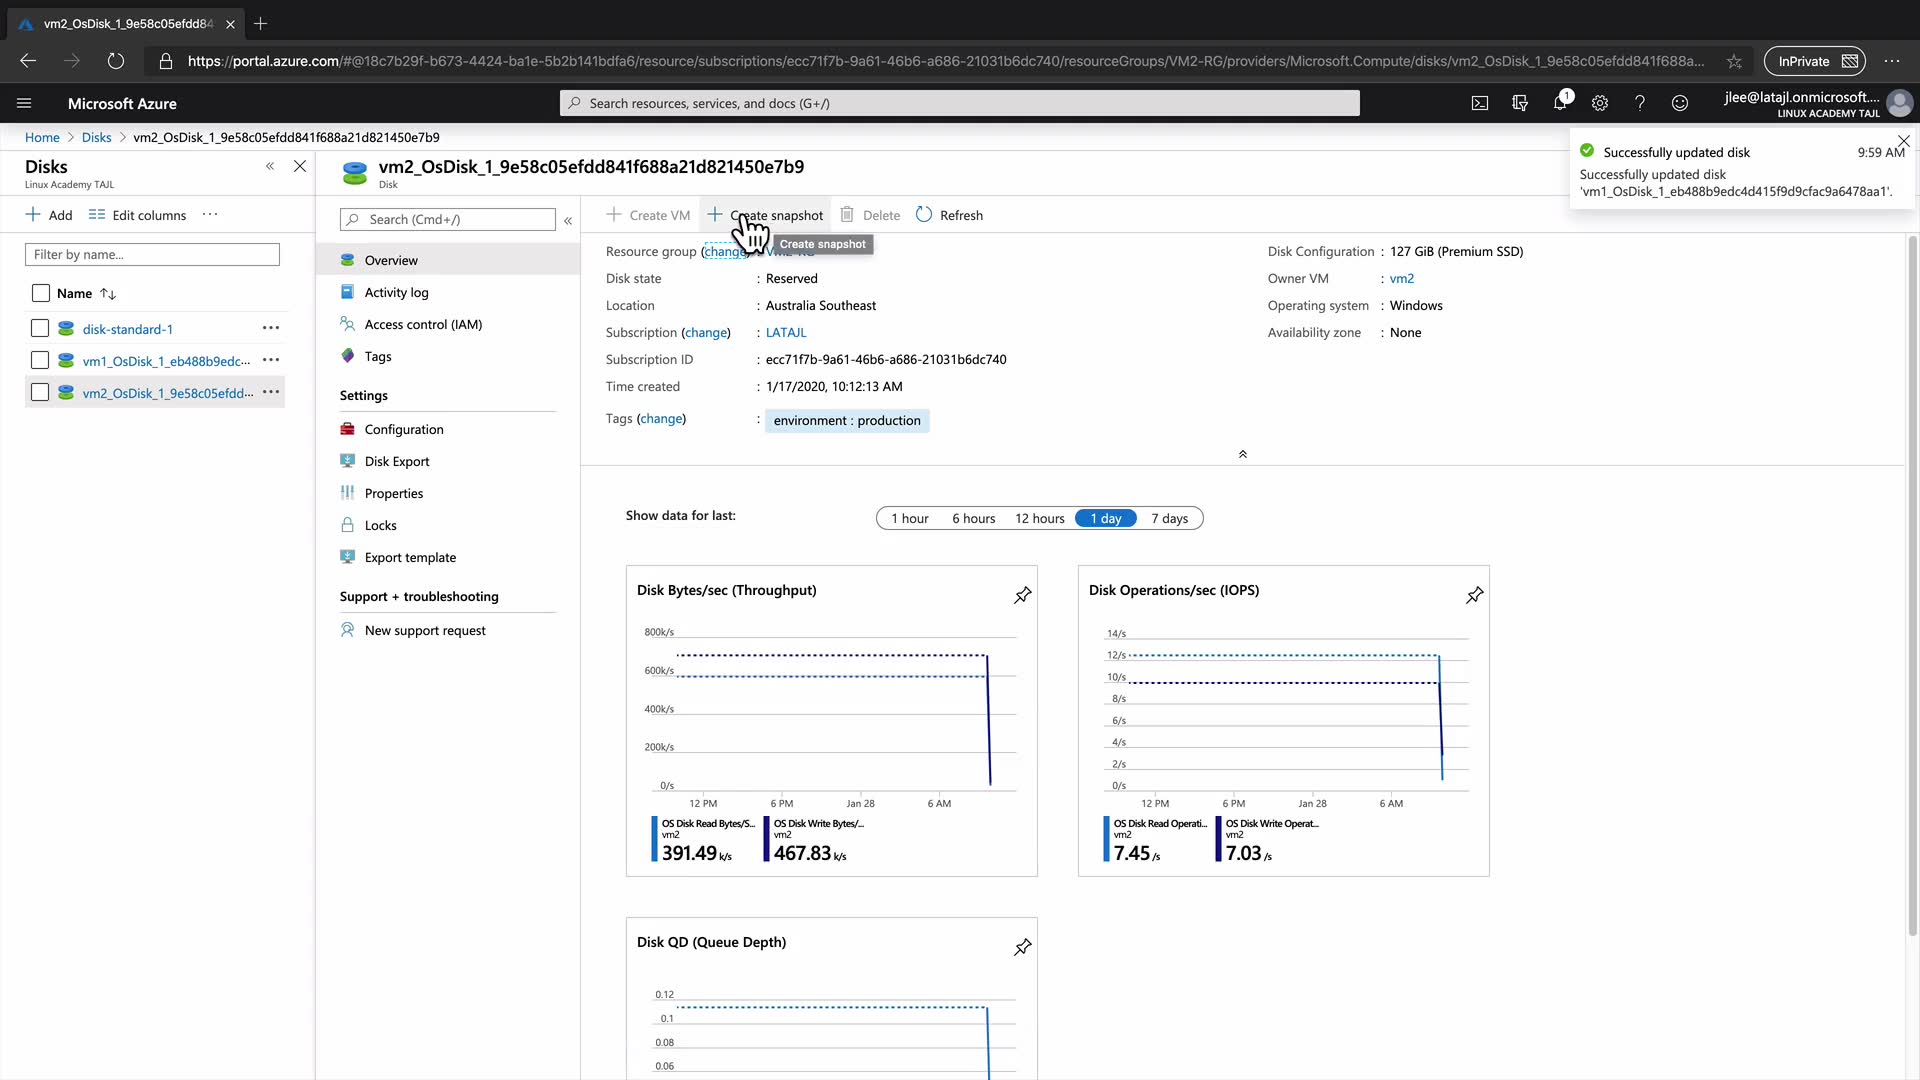 vm2_OsDisk_1_9e58c05efdd84
https://portal.azure.com/#@18c7b29f-b673-4424-ba1e-5b2b141bdfa6/resource/subscriptions/ecc71f7b-9a61-46b6-a686-21031b6dc740/resourceGroups/VM2-RG/providers/Microsoft.Compute/disks/vm2_OsDisk_1_9e58c05efdd841f688a...
InPrivate
Microsoft Azure
Search resources, services, and docs (G+/)
1
jlee@latajl.onmicrosoft....
LINUX ACADEMY TAJL
Home > Disks > vm2_OsDisk_1_9e58c05efdd841f688a21d821450e7b9
Successfully updated disk 9:59 AM
Successfully updated disk
'vm1_OsDisk_1_eb488b9edc4d415f9d9cfac9a6478aa1'.
Disks
Linux Academy TAJL
vm2_OsDisk_1_9e58c05efdd841f688a21d821450e7b9
Disk
Add
Edit columns
Filter by name...
Name
disk-standard-1
vm1_OsDisk_1_eb488b9edc...
vm2_OsDisk_1_9e58c05efdd...
Search (Cmd+/)
Overview
Activity log
Access control (IAM)
Tags
Settings
Configuration
Disk Export
Properties
Locks
Export template
Support + troubleshooting
New support request
Create VM
Create snapshot
Delete
Refresh
Create snapshot
Resource group (change) : VM2-RG
Disk state : Reserved
Location : Australia Southeast
Subscription (change) : LATAJL
Subscription ID : ecc71f7b-9a61-46b6-a686-21031b6dc740
Time created : 1/17/2020, 10:12:13 AM
Tags (change) : environment : production
Disk Configuration : 127 GiB (Premium SSD)
Owner VM : vm2
Operating system : Windows
Availability zone : None
Show data for last:
1 hour 6 hours 12 hours 1 day 7 days
Disk Bytes/sec (Throughput)
800k/s
600k/s
400k/s
200k/s
0/s
12 PM 6 PM Jan 28 6 AM
OS Disk Read Bytes/S...
vm2
391.49 k/s
OS Disk Write Bytes/...
vm2
467.83 k/s
Disk Operations/sec (IOPS)
14/s
12/s
10/s
8/s
6/s
4/s
2/s
0/s
12 PM 6 PM Jan 28 6 AM
OS Disk Read Operati...
vm2
7.45 /s
OS Disk Write Operat...
vm2
7.03 /s
Disk QD (Queue Depth)
0.12
0.1
0.08
0.06